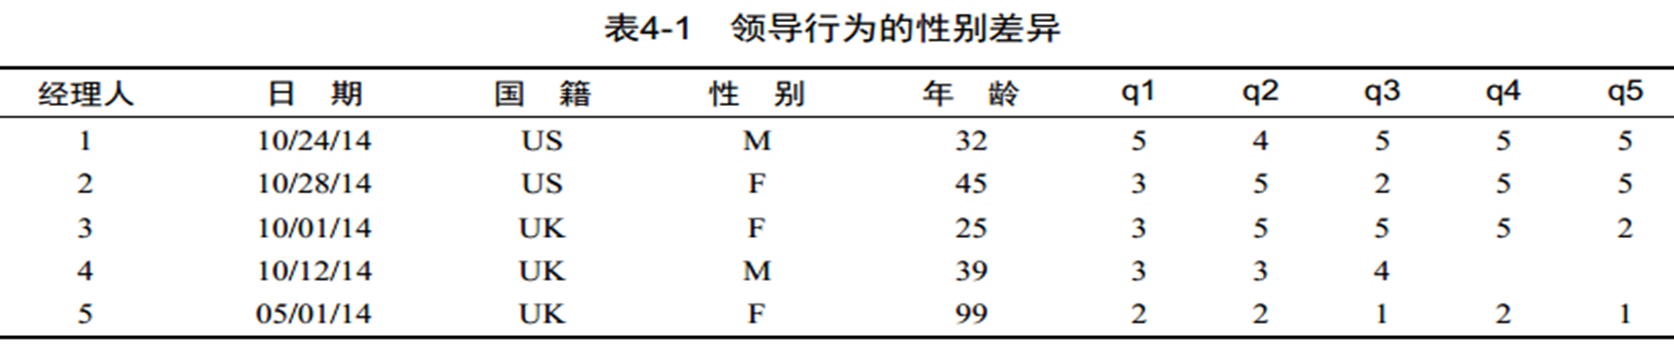 表4-1 领导行为的性别差异
经理人 日 期 国 籍 性 别 年 龄 q1 q2 q3 q4 q5
1 10/24/14 US M 32 5 4 5 5 5
2 10/28/14 US F 45 3 5 2 5 5
3 10/01/14 UK F 25 3 5 5 5 2
4 10/12/14 UK M 39 3 3 4
5 05/01/14 UK F 99 2 2 1 2 1